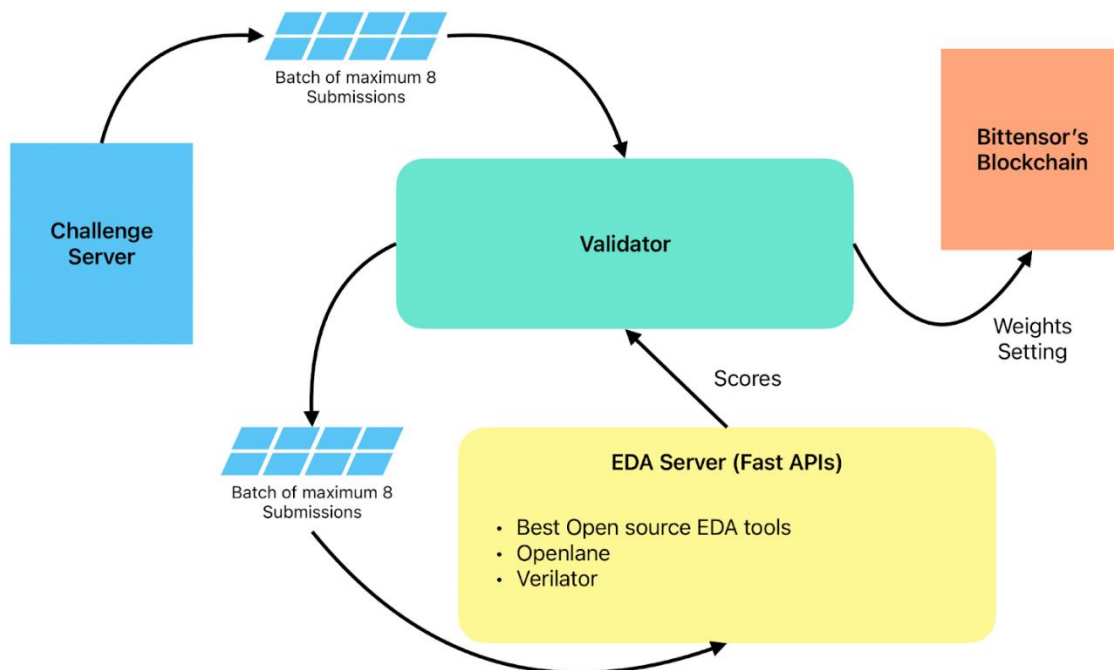 Batch of maximum 8
Submissions
Bittensor's
Blockchain
Challenge
Server
Validator
Weights
Setting
Scores
EDA Server (Fast APIs)
• Best Open source EDA tools
• Openlane
• Verilator
Batch of maximum 8
Submissions